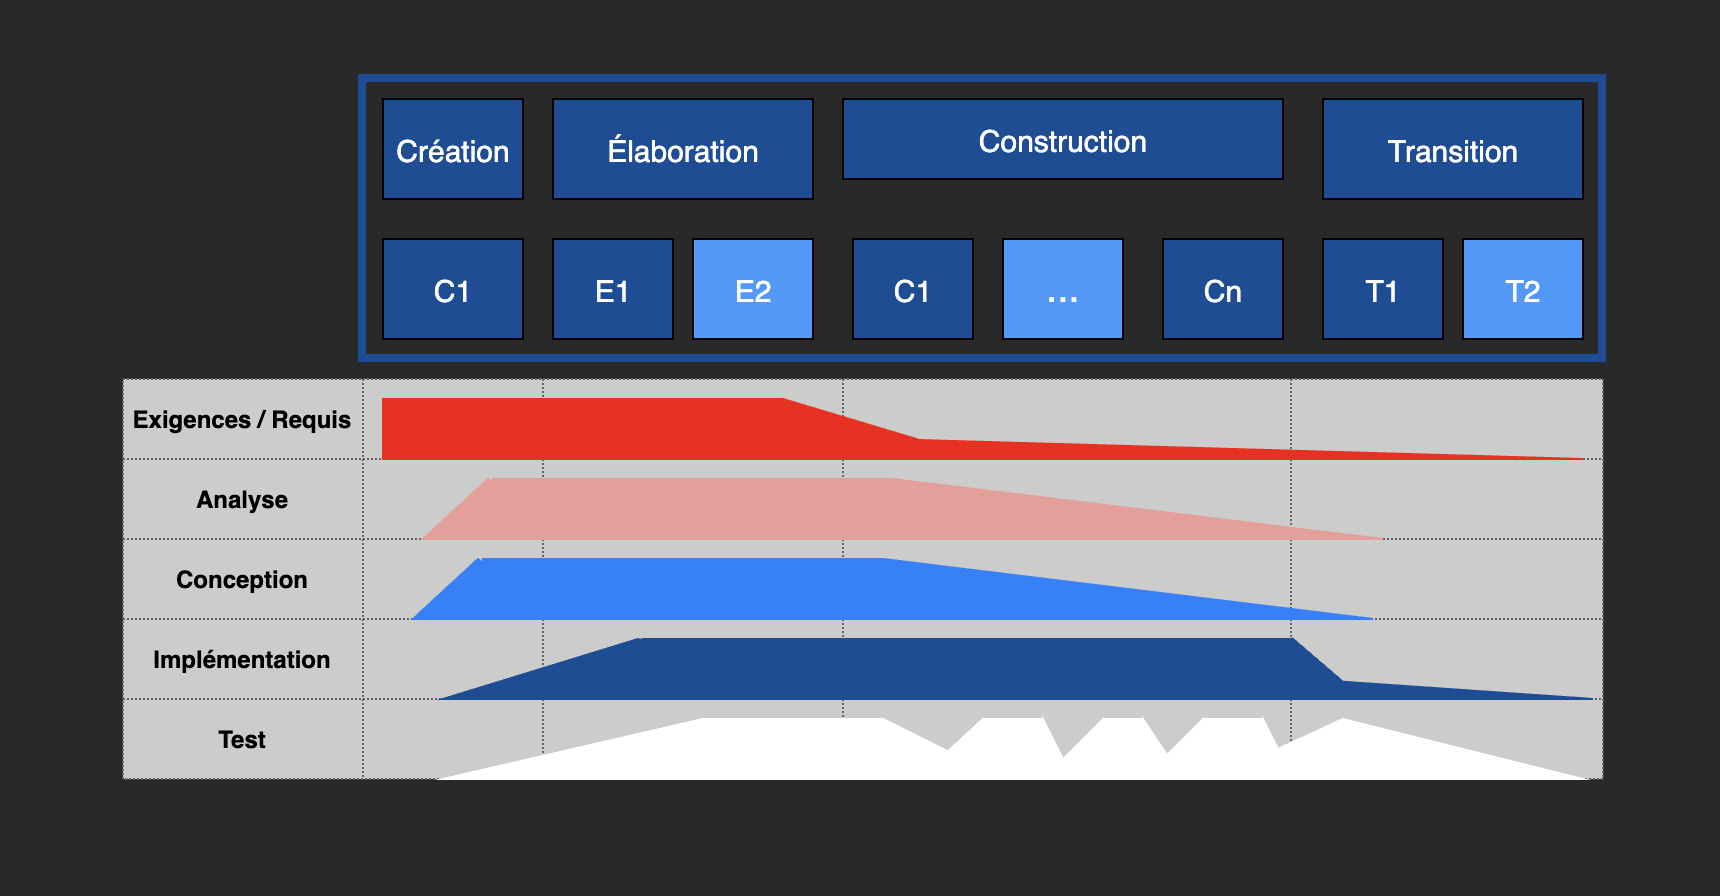 Création
Élaboration
Construction
Transition
C1
E1
E2
C1
...
Cn
T1
T2
Exigences / Requis
Analyse
Conception
Implémentation
Test